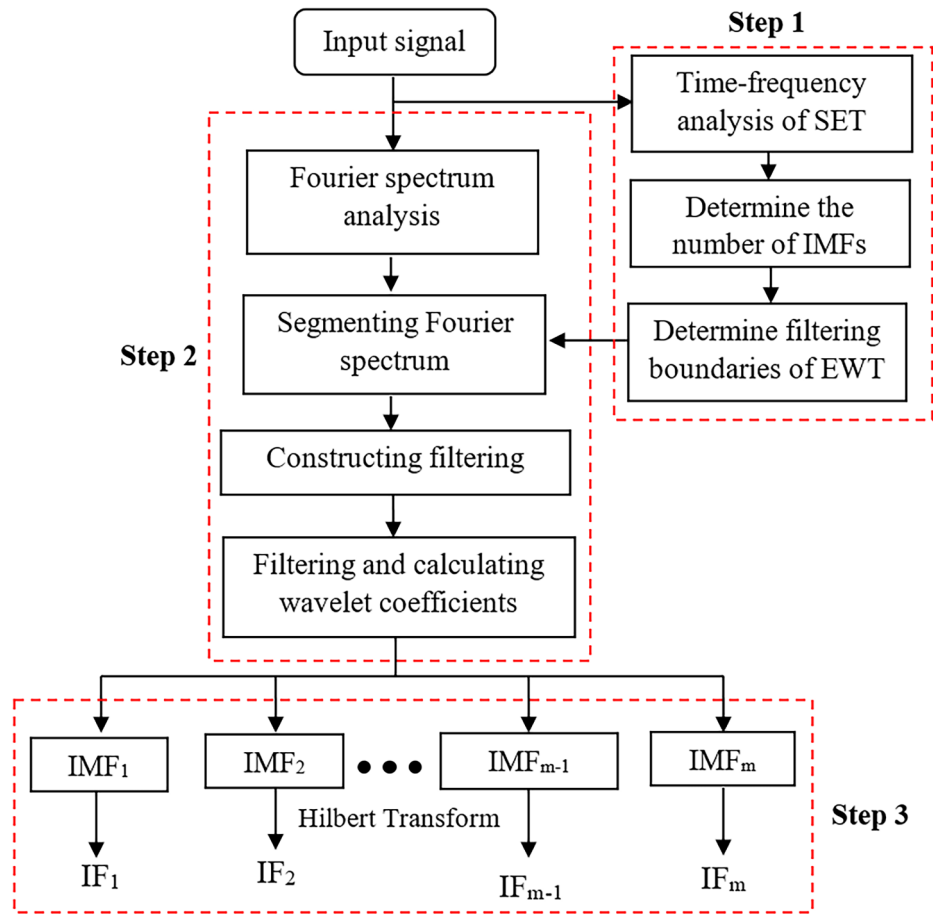 Input signal
Step 1
Time-frequency
analysis of SET
Determine the
number of IMFs
Determine filtering
boundaries of EWT
Step 2
Fourier spectrum
analysis
Segmenting Fourier
spectrum
Constructing filtering
Filtering and calculating
wavelet coefficients
IMF₁
IMF₂
IMFₘ₋₁
IMFₘ
Hilbert Transform
Step 3
IF₁
IF₂
IFₘ₋₁
IFₘ